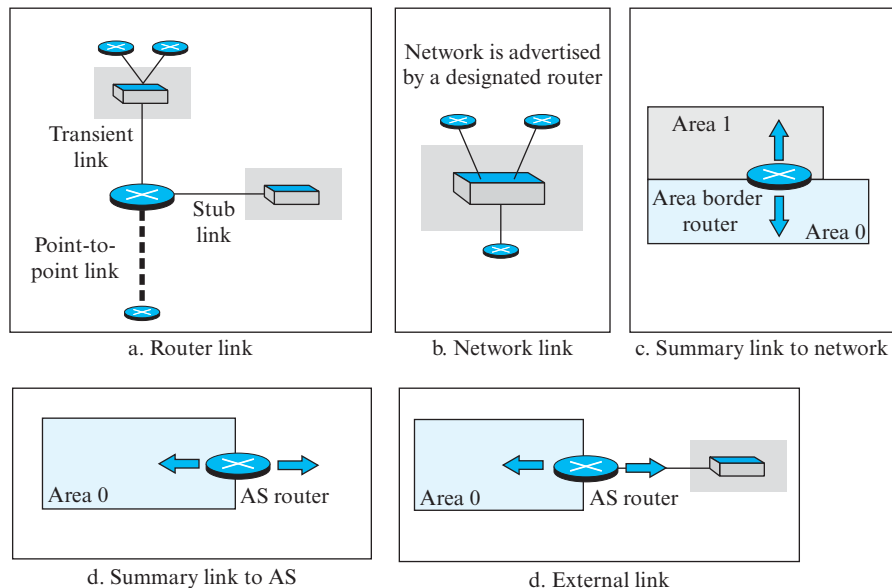 Transient
link
Stub
link
Point-to-
point link
a. Router link
Network is advertised
by a designated router
b. Network link
Area 1
Area border
router
Area 0
c. Summary link to network
Area 0
AS router
d. Summary link to AS
Area 0
AS router
d. External link